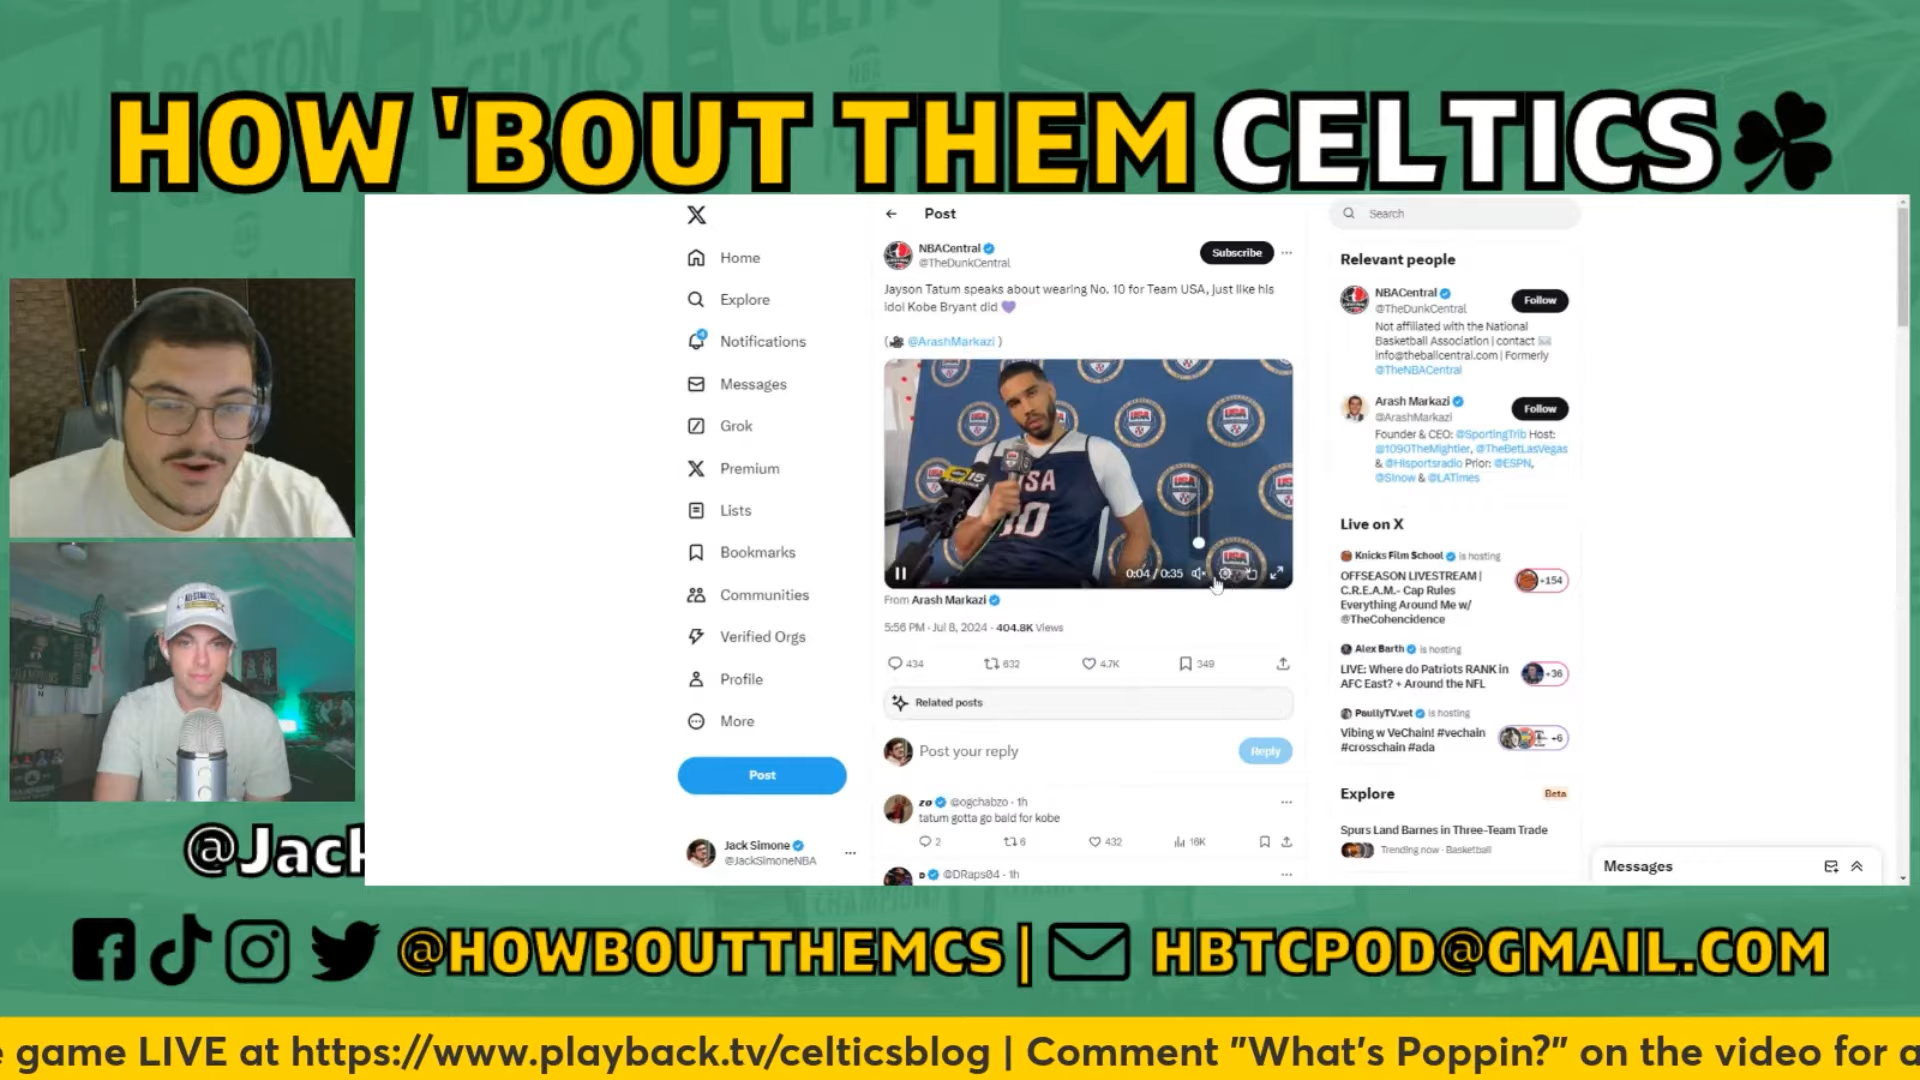 HOW 'BOUT THEM CELTICS
Post
Search
Home
Explore
Notifications
Messages
Grok
Premium
Lists
Bookmarks
Communities
Verified Orgs
Profile
More
Post
Jack Simone
@JackSimoneNBA
NBACentral
@TheDunkCentral
Subscribe
Jayson Tatum speaks about wearing No. 10 for Team USA, just like his
idol Kobe Bryant did 💜
(🎥 @ArashMarkazi )
USA
10
15
0:04 / 0:35
From Arash Markazi
5:56 PM · Jul 8, 2024 · 404.8K Views
434
632
4.7K
349
Related posts
Post your reply
Reply
zo @ogchabzo · 1h
tatum gotta go bald for kobe
2
6
432
16K
D @DRaps04 · 1h
Relevant people
NBACentral
@TheDunkCentral
Follow
Not affiliated with the National
Basketball Association | contact ✉
info@theballcentral.com | Formerly
@TheNBACentral
Arash Markazi
@ArashMarkazi
Follow
Founder & CEO: @SportingTrib Host:
@1090TheMightier, @TheBetLasVegas
& @HIsportsradio Prior: @ESPN,
@SInow & @LATimes
Live on X
Knicks Film School is hosting
OFFSEASON LIVESTREAM |
C.R.E.A.M.- Cap Rules
Everything Around Me w/
@TheCohencidence
+154
Alex Barth is hosting
LIVE: Where do Patriots RANK in
AFC East? + Around the NFL
+36
PaullyTV.vet is hosting
Vibing w VeChain! #vechain
#crosschain #ada
+6
Explore
Beta
Spurs Land Barnes in Three-Team Trade
Trending now · Basketball
Messages
@Jack
@HOWBOUTTHEMCS | HBTCPOD@GMAIL.COM
game LIVE at https://www.playback.tv/celticsblog | Comment "What's Poppin?" on the video for a